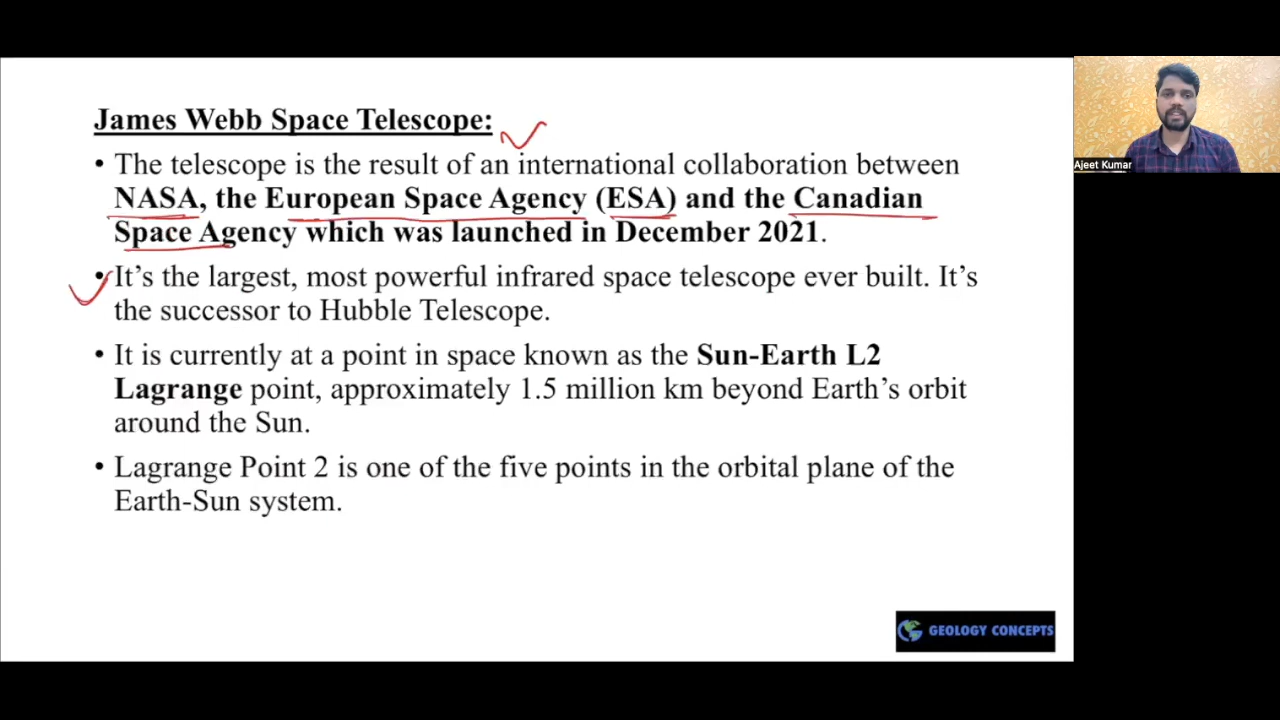 James Webb Space Telescope:
• The telescope is the result of an international collaboration between
NASA, the European Space Agency (ESA) and the Canadian
Space Agency which was launched in December 2021.
• It’s the largest, most powerful infrared space telescope ever built. It’s
the successor to Hubble Telescope.
• It is currently at a point in space known as the Sun-Earth L2
Lagrange point, approximately 1.5 million km beyond Earth’s orbit
around the Sun.
• Lagrange Point 2 is one of the five points in the orbital plane of the
Earth-Sun system.
GEOLOGY CONCEPTS
Ajeet Kumar